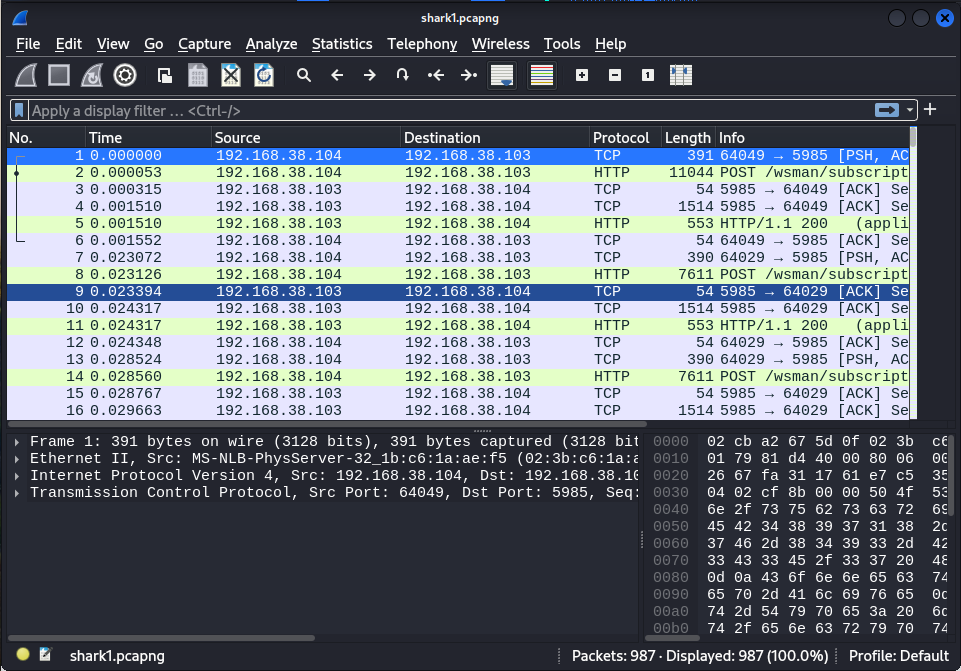 shark1.pcapng
File Edit View Go Capture Analyze Statistics Telephony Wireless Tools Help
Apply a display filter … <Ctrl-/>
No. Time Source Destination Protocol Length Info
1 0.000000 192.168.38.104 192.168.38.103 TCP 391 64049 → 5985 [PSH, AC
2 0.000053 192.168.38.104 192.168.38.103 HTTP 11044 POST /wsman/subscript
3 0.000315 192.168.38.103 192.168.38.104 TCP 54 5985 → 64049 [ACK] Se
4 0.001510 192.168.38.103 192.168.38.104 TCP 1514 5985 → 64049 [ACK] Se
5 0.001510 192.168.38.103 192.168.38.104 HTTP 553 HTTP/1.1 200 (appli
6 0.001552 192.168.38.104 192.168.38.103 TCP 54 64049 → 5985 [ACK] Se
7 0.023072 192.168.38.104 192.168.38.103 TCP 390 64029 → 5985 [PSH, AC
8 0.023126 192.168.38.104 192.168.38.103 HTTP 7611 POST /wsman/subscript
9 0.023394 192.168.38.103 192.168.38.104 TCP 54 5985 → 64029 [ACK] Se
10 0.024317 192.168.38.103 192.168.38.104 TCP 1514 5985 → 64029 [ACK] Se
11 0.024317 192.168.38.103 192.168.38.104 HTTP 553 HTTP/1.1 200 (appli
12 0.024348 192.168.38.104 192.168.38.103 TCP 54 64029 → 5985 [ACK] Se
13 0.028524 192.168.38.104 192.168.38.103 TCP 390 64029 → 5985 [PSH, AC
14 0.028560 192.168.38.104 192.168.38.103 HTTP 7611 POST /wsman/subscript
15 0.028767 192.168.38.103 192.168.38.104 TCP 54 5985 → 64029 [ACK] Se
16 0.029663 192.168.38.103 192.168.38.104 TCP 1514 5985 → 64029 [ACK] Se
Frame 1: 391 bytes on wire (3128 bits), 391 bytes captured (3128 bit
Ethernet II, Src: MS-NLB-PhysServer-32_1b:c6:1a:ae:f5 (02:3b:c6:1a:a
Internet Protocol Version 4, Src: 192.168.38.104, Dst: 192.168.38.10
Transmission Control Protocol, Src Port: 64049, Dst Port: 5985, Seq:
0000 02 cb a2 67 5d 0f 02 3b c6
0010 01 79 81 d4 40 00 80 06 00
0020 26 67 fa 31 17 61 e7 c5 35
0030 04 02 cf 8b 00 00 50 4f 53
0040 6e 2f 73 75 62 73 63 72 69
0050 45 42 34 38 39 37 31 38 2d
0060 37 46 2d 38 34 39 33 2d 42
0070 33 43 33 45 2f 33 37 20 48
0080 0d 0a 43 6f 6e 6e 65 63 74
0090 65 70 2d 41 6c 69 76 65 0d
00a0 74 2d 54 79 70 65 3a 20 6d
00b0 74 2f 65 6e 63 72 79 70 74
shark1.pcapng
Packets: 987 · Displayed: 987 (100.0%)
Profile: Default